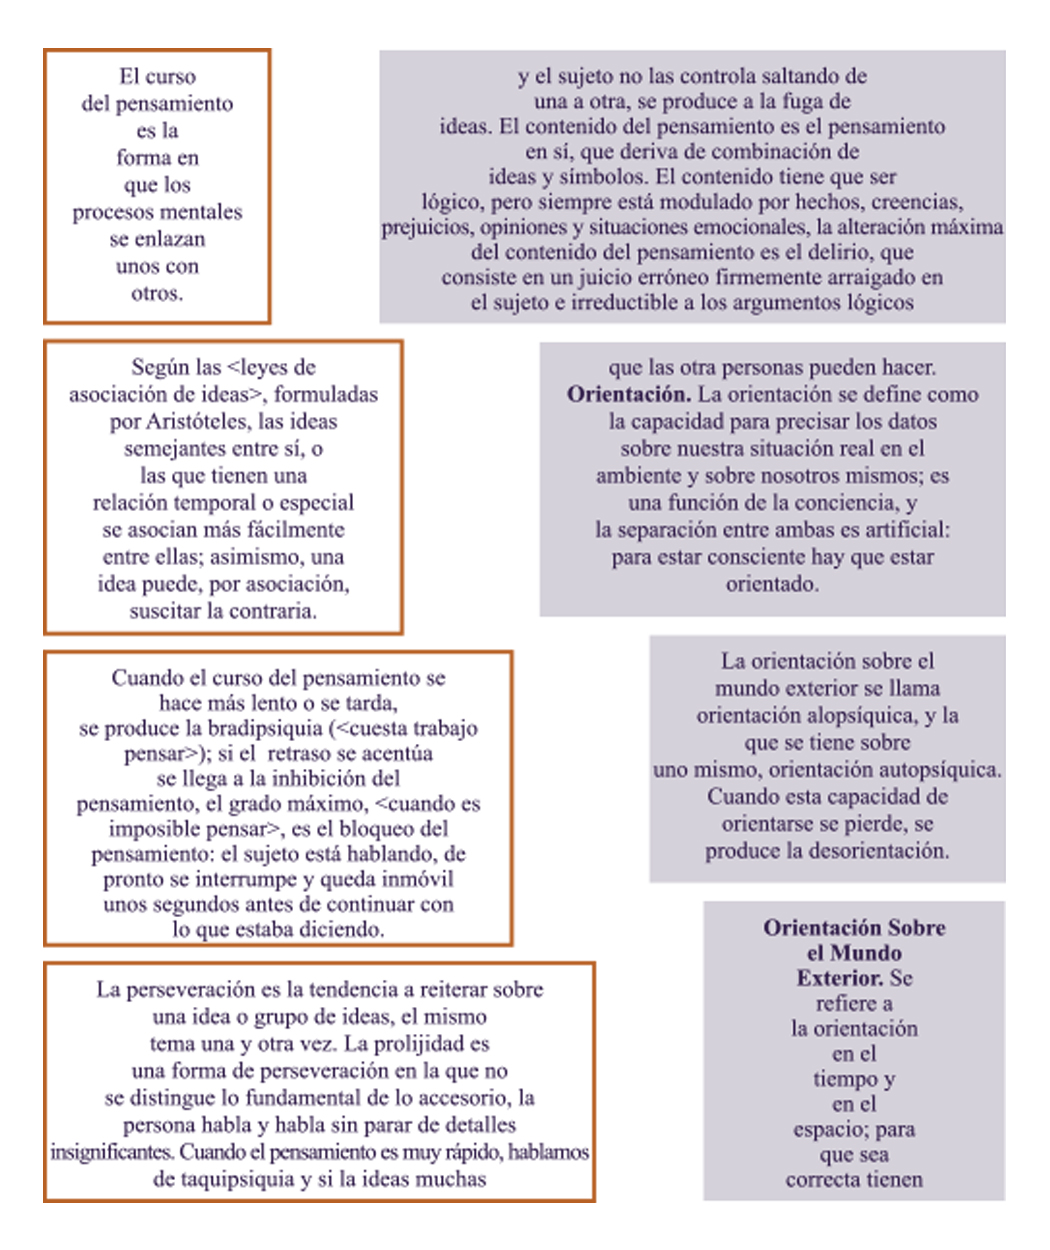 El curso
del pensamiento
es la
forma en
que los
procesos mentales
se enlazan
unos con
otros.
Según las <leyes de
asociación de ideas>, formuladas
por Aristóteles, las ideas
semejantes entre sí, o
las que tienen una
relación temporal o especial
se asocian más fácilmente
entre ellas; asimismo, una
idea puede, por asociación,
suscitar la contraria.
Cuando el curso del pensamiento se
hace más lento o se tarda,
se produce la bradipsiquia (<cuesta trabajo
pensar>); si el retraso se acentúa
se llega a la inhibición del
pensamiento, el grado máximo, <cuando es
imposible pensar>, es el bloqueo del
pensamiento: el sujeto está hablando, de
pronto se interrumpe y queda inmóvil
unos segundos antes de continuar con
lo que estaba diciendo.
La perseveración es la tendencia a reiterar sobre
una idea o grupo de ideas, el mismo
tema una y otra vez. La prolijidad es
una forma de perseveración en la que no
se distingue lo fundamental de lo accesorio, la
persona habla y habla sin parar de detalles
insignificantes. Cuando el pensamiento es muy rápido, hablamos
de taquipsiquia y si la ideas muchas
y el sujeto no las controla saltando de
una a otra, se produce a la fuga de
ideas. El contenido del pensamiento es el pensamiento
en sí, que deriva de combinación de
ideas y símbolos. El contenido tiene que ser
lógico, pero siempre está modulado por hechos, creencias,
prejuicios, opiniones y situaciones emocionales, la alteración máxima
del contenido del pensamiento es el delirio, que
consiste en un juicio erróneo firmemente arraigado en
el sujeto e irreductible a los argumentos lógicos
que las otra personas pueden hacer.
Orientación. La orientación se define como
la capacidad para precisar los datos
sobre nuestra situación real en el
ambiente y sobre nosotros mismos; es
una función de la conciencia, y
la separación entre ambas es artificial:
para estar consciente hay que estar
orientado.
La orientación sobre el
mundo exterior se llama
orientación alopsíquica, y la
que se tiene sobre
uno mismo, orientación autopsíquica.
Cuando esta capacidad de
orientarse se pierde, se
produce la desorientación.
Orientación Sobre
el Mundo
Exterior. Se
refiere a
la orientación
en el
tiempo y
en el
espacio; para
que sea
correcta tienen